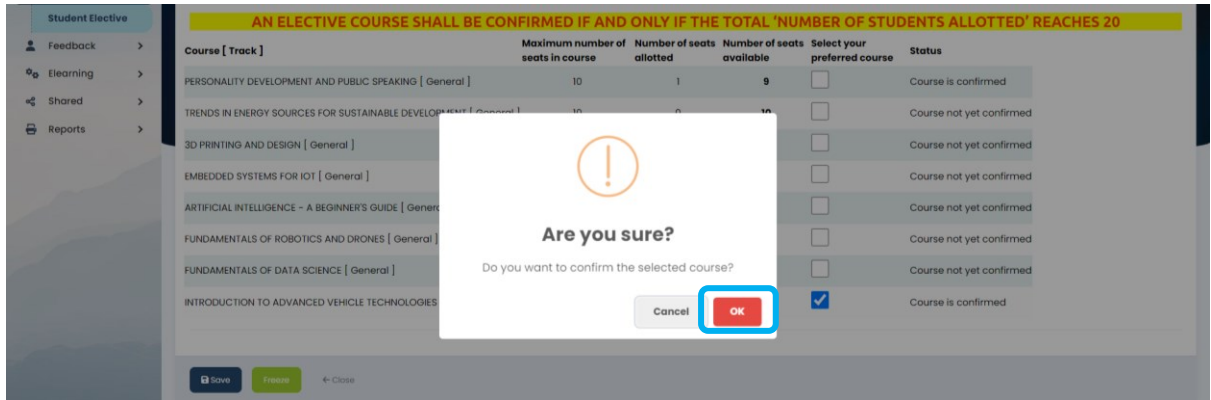 Student Elective
Feedback
Elearning
Shared
Reports
AN ELECTIVE COURSE SHALL BE CONFIRMED IF AND ONLY IF THE TOTAL ‘NUMBER OF STUDENTS ALLOTTED’ REACHES 20
Course [ Track ] Maximum number of seats in course Number of seats allotted Number of seats available Select your preferred course Status
PERSONALITY DEVELOPMENT AND PUBLIC SPEAKING [ General ] 10 1 9 Course is confirmed
TRENDS IN ENERGY SOURCES FOR SUSTAINABLE DEVELOPMENT [ General ] 10 0 10 Course not yet confirmed
3D PRINTING AND DESIGN [ General ] Course not yet confirmed
EMBEDDED SYSTEMS FOR IOT [ General ] Course not yet confirmed
ARTIFICIAL INTELLIGENCE - A BEGINNER'S GUIDE [ Course not yet confirmed
FUNDAMENTALS OF ROBOTICS AND DRONES [ General ] Course not yet confirmed
FUNDAMENTALS OF DATA SCIENCE [ General ] Course not yet confirmed
INTRODUCTION TO ADVANCED VEHICLE TECHNOLOGIES Course is confirmed
Are you sure?
Do you want to confirm the selected course?
Cancel OK
Save Freeze ← Close